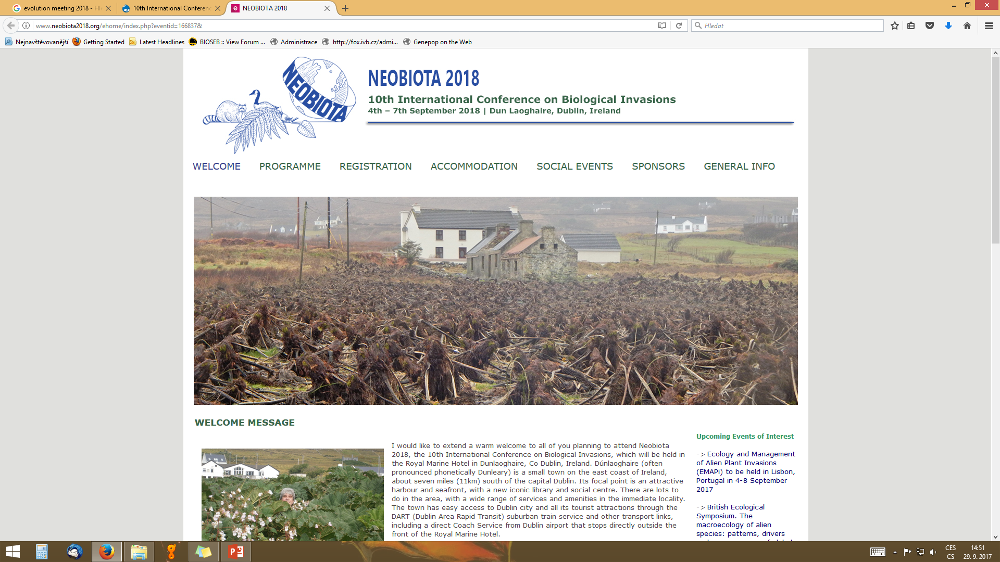 evolution meeting 2018 - Hl
10th International Conferenc
NEOBIOTA 2018
www.neobiota2018.org/ehome/index.php?eventid=166837&
Hledat
Nejnavštěvovanější
Getting Started
Latest Headlines
BIOSEB :: View Forum ...
Administrace
http://fox.ivb.cz/admi...
Genepop on the Web
NEOBIOTA
NEOBIOTA 2018
10th International Conference on Biological Invasions
4th – 7th September 2018 | Dun Laoghaire, Dublin, Ireland
WELCOME PROGRAMME REGISTRATION ACCOMMODATION SOCIAL EVENTS SPONSORS GENERAL INFO
WELCOME MESSAGE
I would like to extend a warm welcome to all of you planning to attend Neobiota
2018, the 10th International Conference on Biological Invasions, which will be held in
the Royal Marine Hotel in Dunlaoghaire, Co Dublin, Ireland. Dúnlaoghaire (often
pronounced phonetically Dunleary) is a small town on the east coast of Ireland,
about seven miles (11km) south of the capital Dublin. Its focal point is an attractive
harbour and seafront, with a new iconic library and social centre. There are lots to
do in the area, with a wide range of services and amenities in the immediate locality.
The town has easy access to Dublin city and all its tourist attractions through the
DART (Dublin Area Rapid Transit) suburban train service and other transport links,
including a direct Coach Service from Dublin airport that stops directly outside the
front of the Royal Marine Hotel.
Upcoming Events of Interest
-> Ecology and Management
of Alien Plant Invasions
(EMAPi) to be held in Lisbon,
Portugal in 4-8 September
2017
-> British Ecological
Symposium. The
macroecology of alien
species: patterns, drivers
CES
CS
14:51
29. 9. 2017